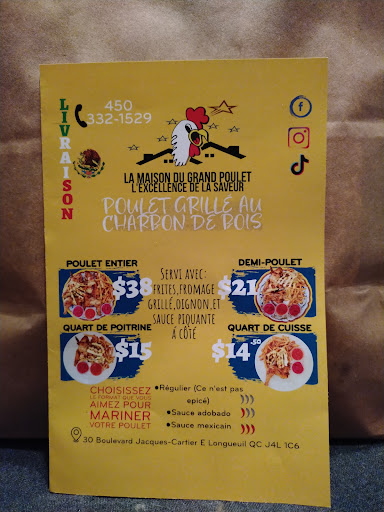 LIVRAISON
450
332-1529
LA MAISON DU GRAND POULET
L'EXCELLENCE DE LA SAVEUR
POULET GRILLE AU
CHARBON DE BOIS
POULET ENTIER
$38
DEMI-POULET
$21
SERVI AVEC:
FRITES,FROMAGE
GRILLÉ,OIGNON,ET
SAUCE PIQUANTE
À CÔTÉ
QUART DE POITRINE
$15
QUART DE CUISSE
$14.50
CHOISISSEZ
LE FORMAT QUE VOUS
AIMEZ POUR
MARINER
VOTRE POULET
•Régulier (Ce n'est pas
epicé)
•Sauce adobado
•Sauce mexicain
30 Boulevard Jacques-Cartier E Longueuil QC J4L 1C6